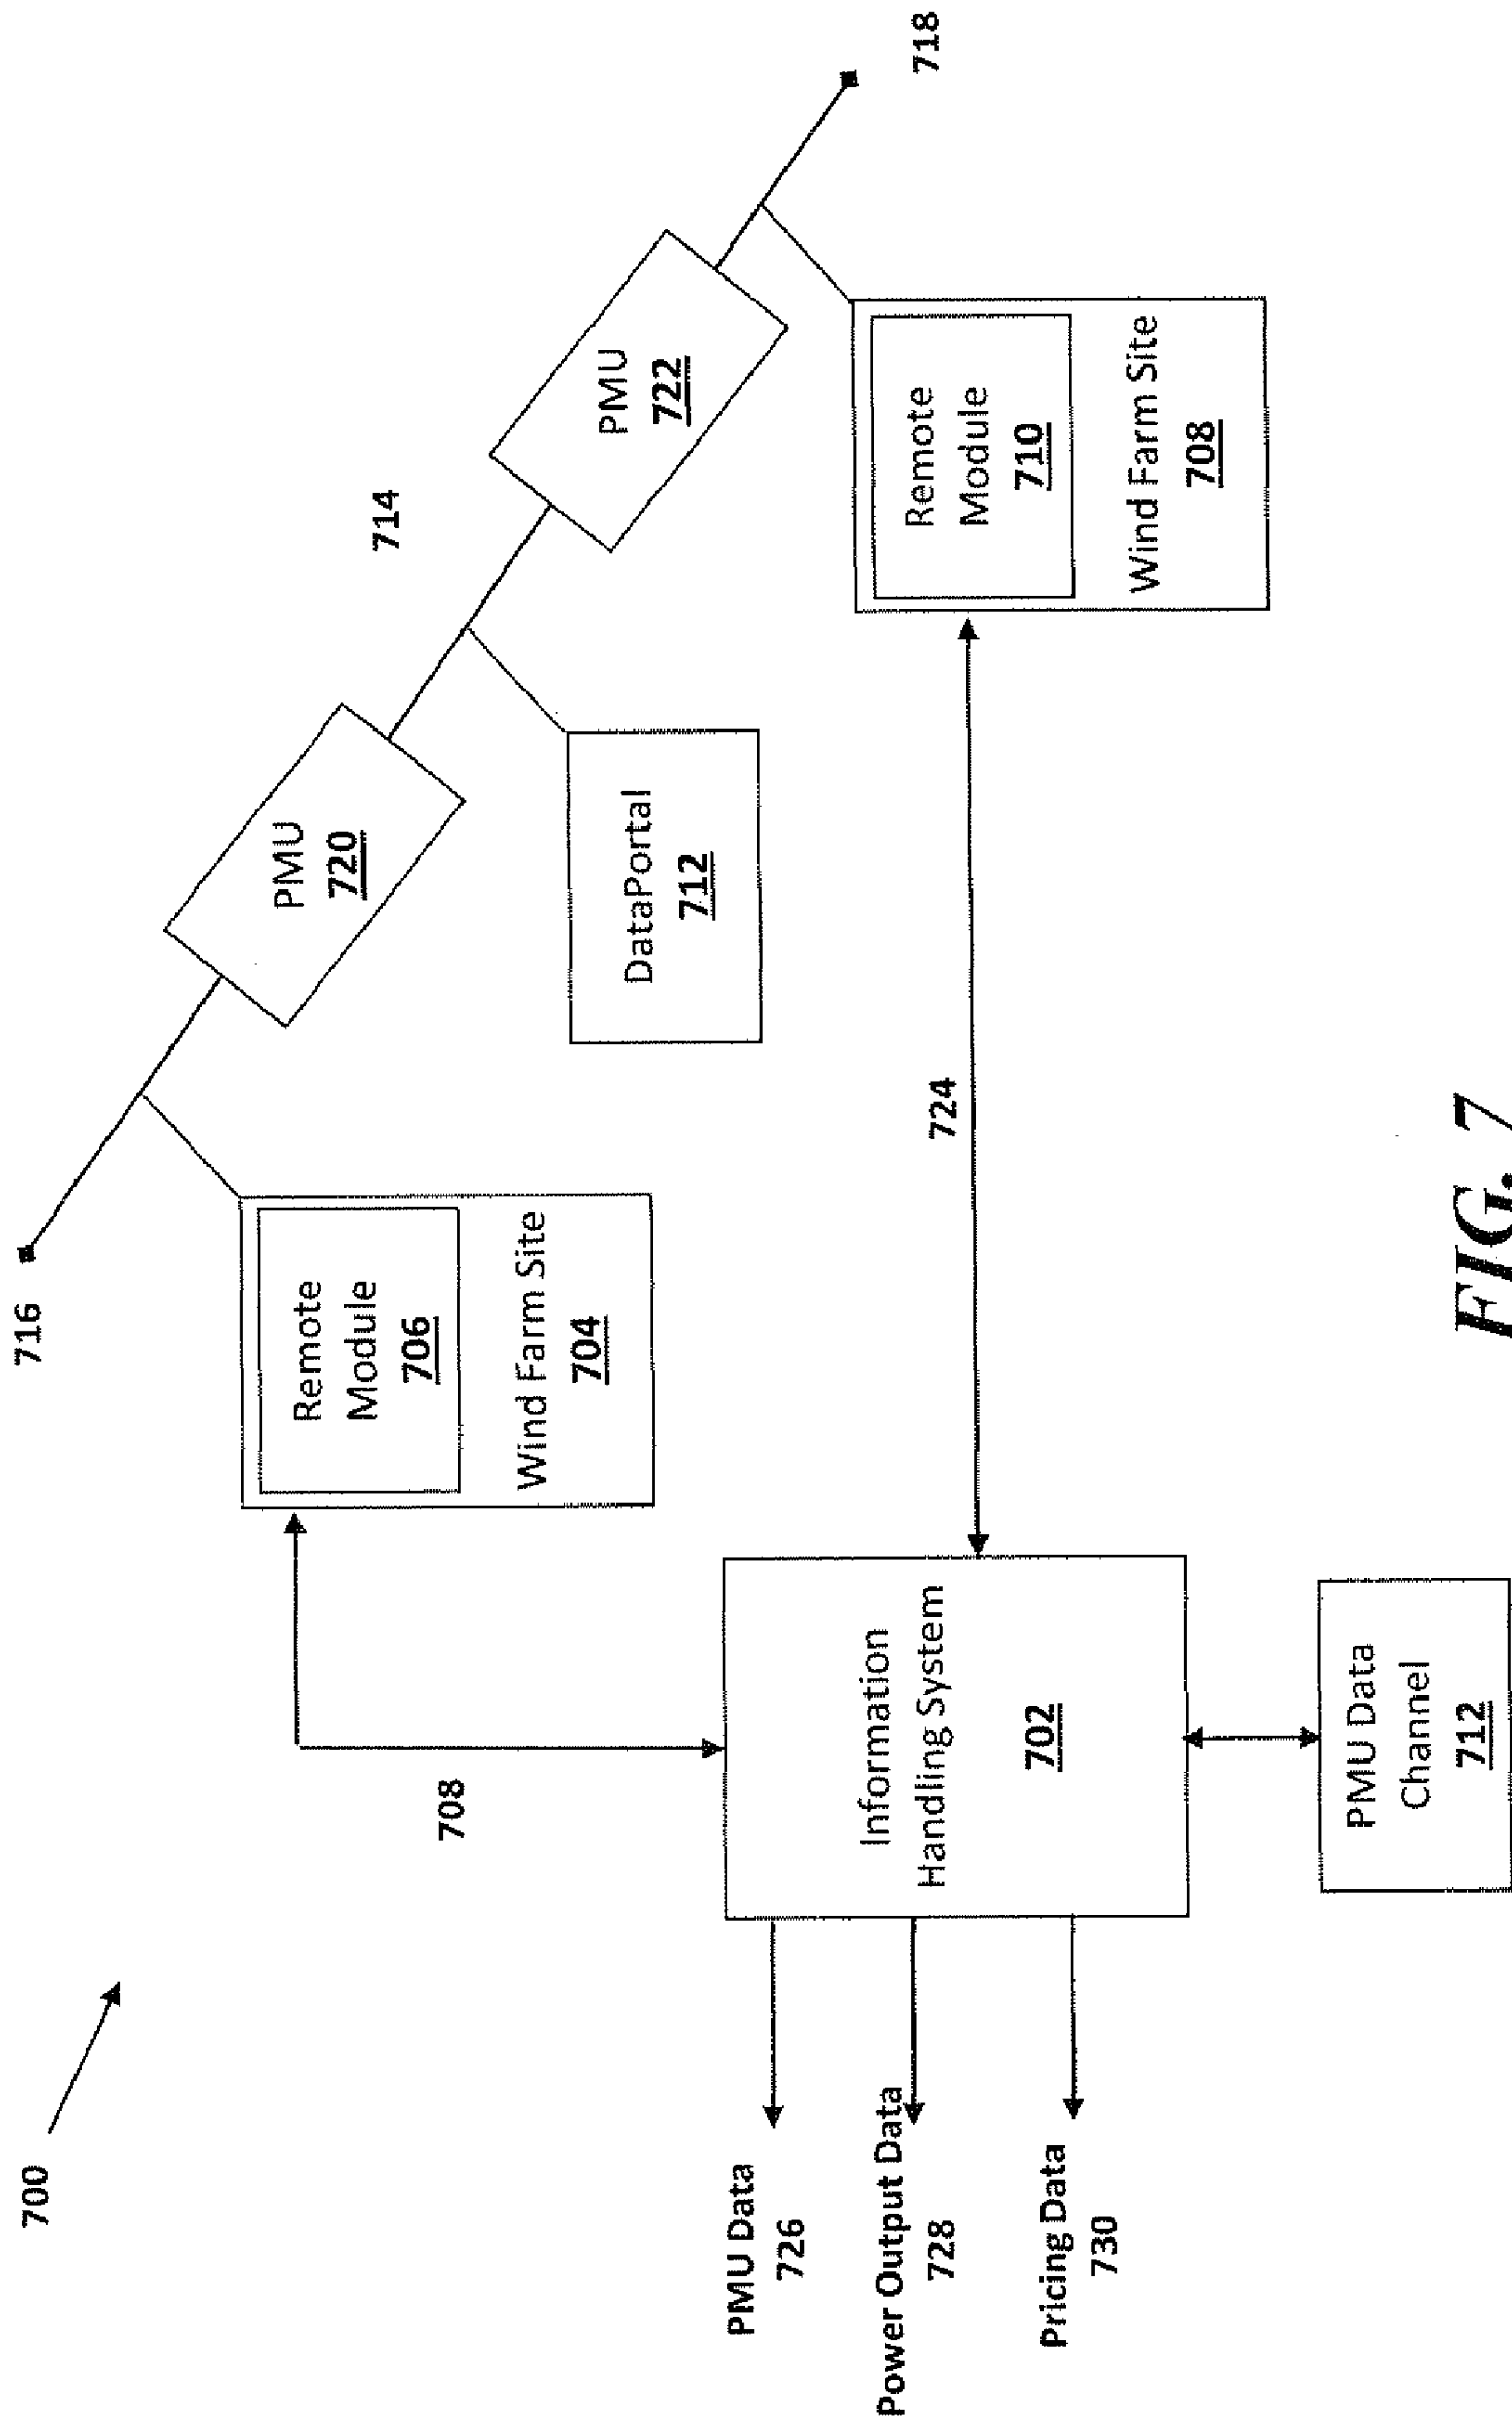 700
716
714
718
PMU
720
PMU
722
Remote
Module
706
Wind Farm Site
704
DataPortal
712
Remote
Module
710
Wind Farm Site
708
708
724
Information
Handling System
702
PMU Data
726
Power Output Data
728
Pricing Data
730
PMU Data
Channel
712
FIG. 7